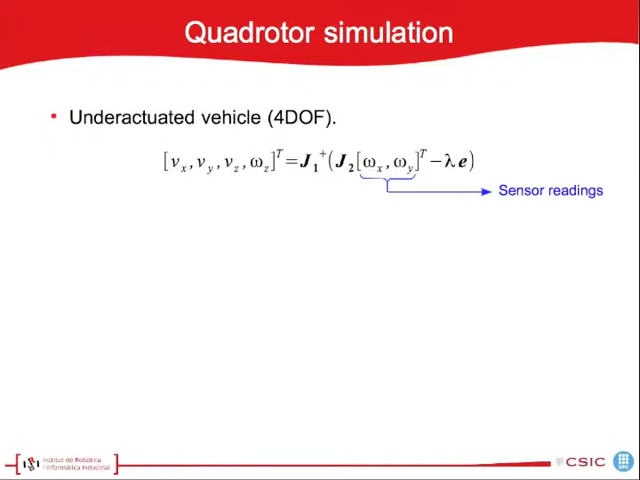 Quadrotor simulation
• Underactuated vehicle (4DOF).
[v_x, v_y, v_z, ω_z]^T = J_1^+ (J_2 [ω_x, ω_y]^T − λ e)
Sensor readings
Institut de Robòtica
i Informàtica Industrial
CSIC
UPC